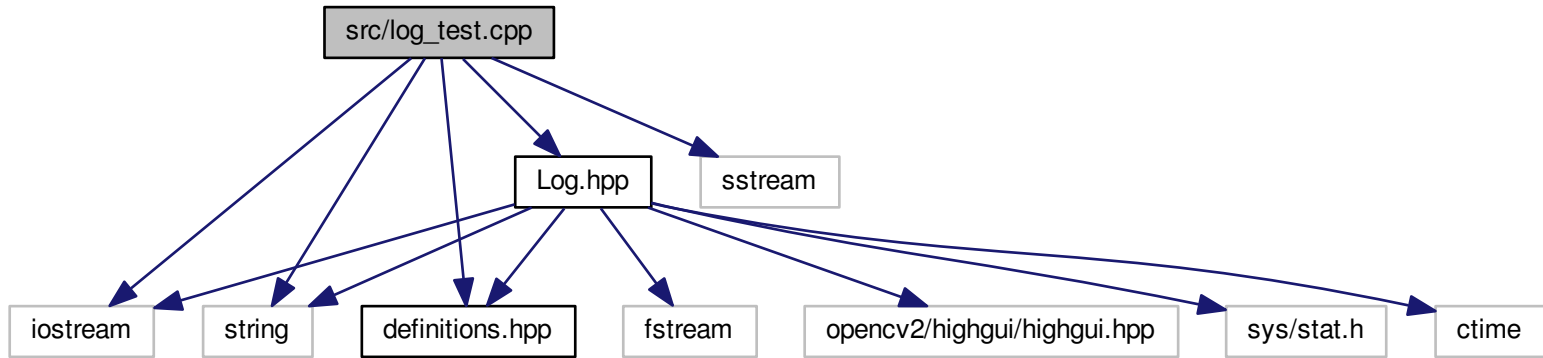 src/log_test.cpp
Log.hpp
sstream
iostream
string
definitions.hpp
fstream
opencv2/highgui/highgui.hpp
sys/stat.h
ctime